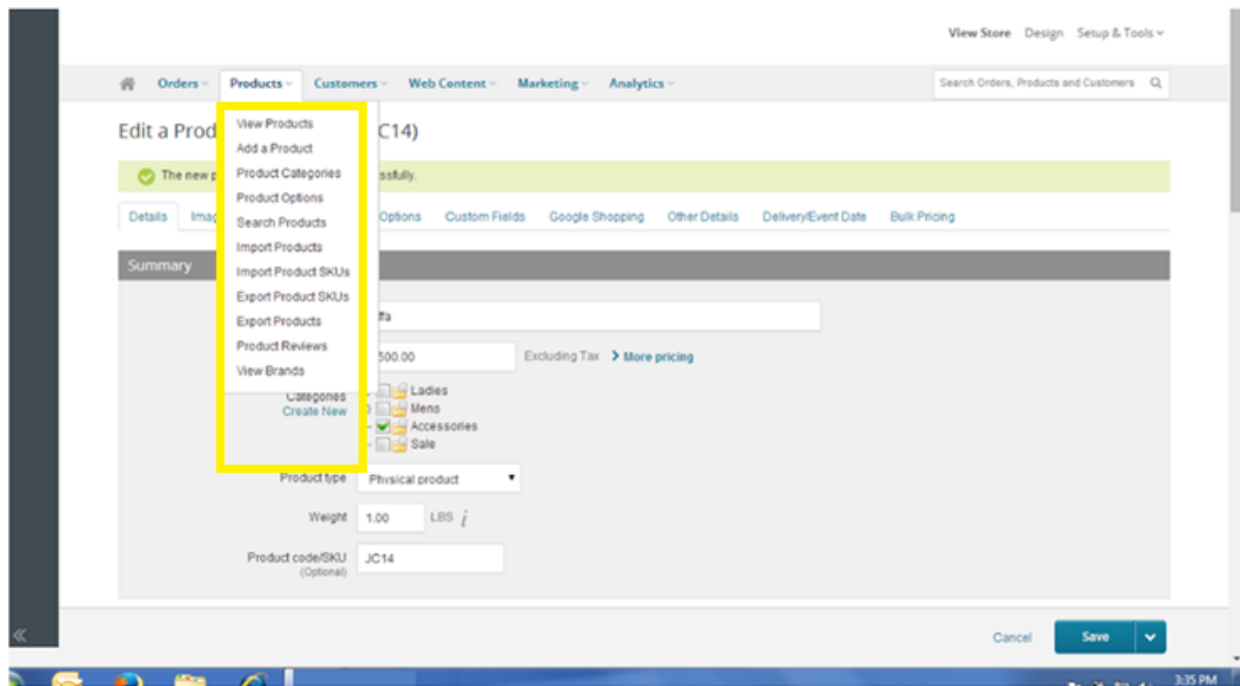 View Store Design Setup & Tools
Orders Products Customers Web Content Marketing Analytics Search Orders, Products and Customers
Edit a Prod C14)
View Products
Add a Product
The new p ssfully.
Product Categories
Product Options
Details Imag Options Custom Fields Google Shopping Other Details Delivery/Event Date Bulk Pricing
Search Products
Import Products
Summary
Import Product SKUs
Export Product SKUs
Export Products
ffa
Product Reviews
500.00 Excluding Tax More pricing
View Brands
Categories Ladies
Create New Mens
Accessories
Sale
Product type Physical product
Weight 1.00 LBS i
Product code/SKU JC14
(Optional)
Cancel Save
3:35 PM